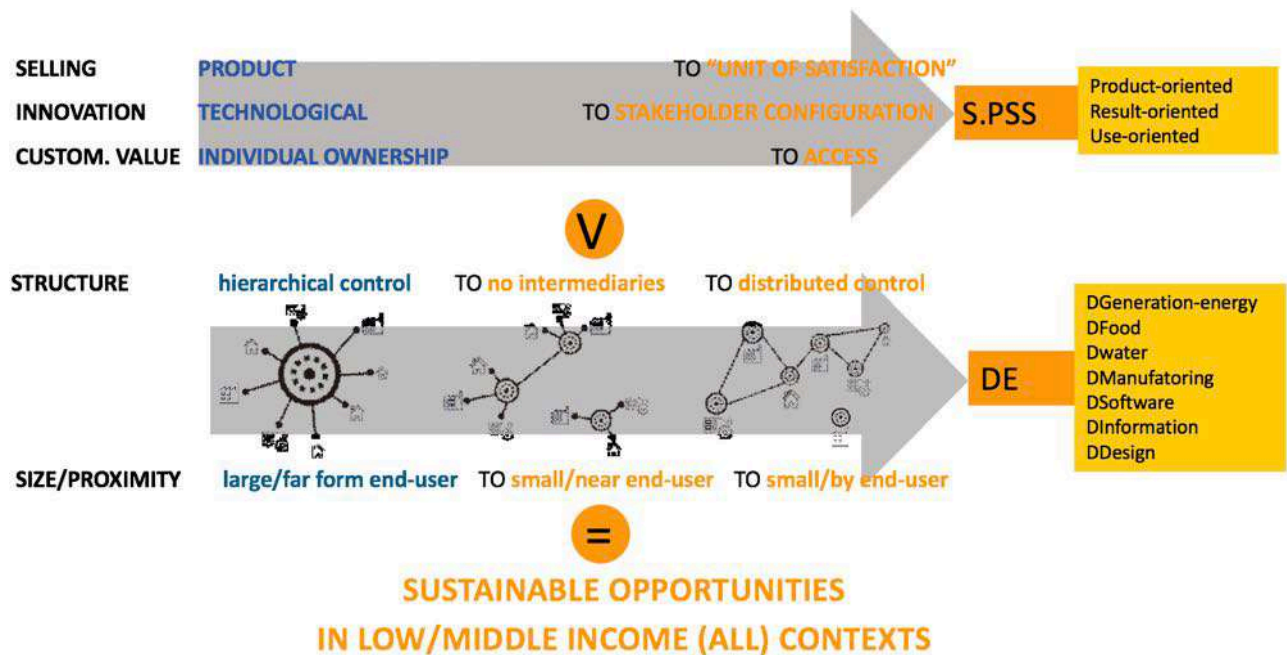 SELLING PRODUCT TO “UNIT OF SATISFACTION”
INNOVATION TECHNOLOGICAL TO STAKEHOLDER CONFIGURATION
CUSTOM. VALUE INDIVIDUAL OWNERSHIP TO ACCESS
S.PSS
Product-oriented
Result-oriented
Use-oriented
V
STRUCTURE hierarchical control TO no intermediaries TO distributed control
DE
DGeneration-energy
DFood
Dwater
DManufatoring
DSoftware
DInformation
DDesign
SIZE/PROXIMITY large/far form end-user TO small/near end-user TO small/by end-user
=
SUSTAINABLE OPPORTUNITIES
IN LOW/MIDDLE INCOME (ALL) CONTEXTS